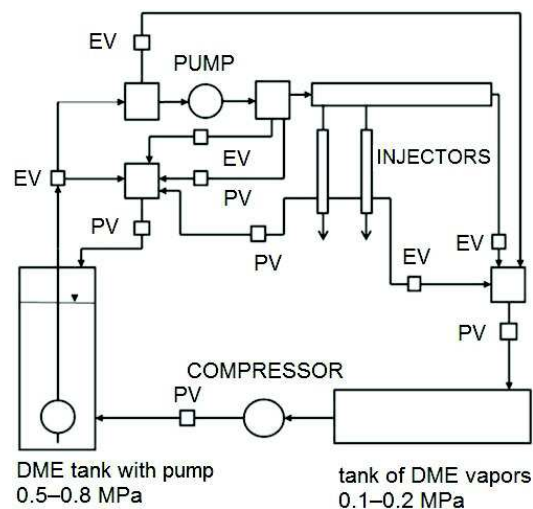 EV
PUMP
EV
EV
PV
INJECTORS
PV
PV
EV
EV
PV
COMPRESSOR
PV
DME tank with pump
0.5–0.8 MPa
tank of DME vapors
0.1–0.2 MPa